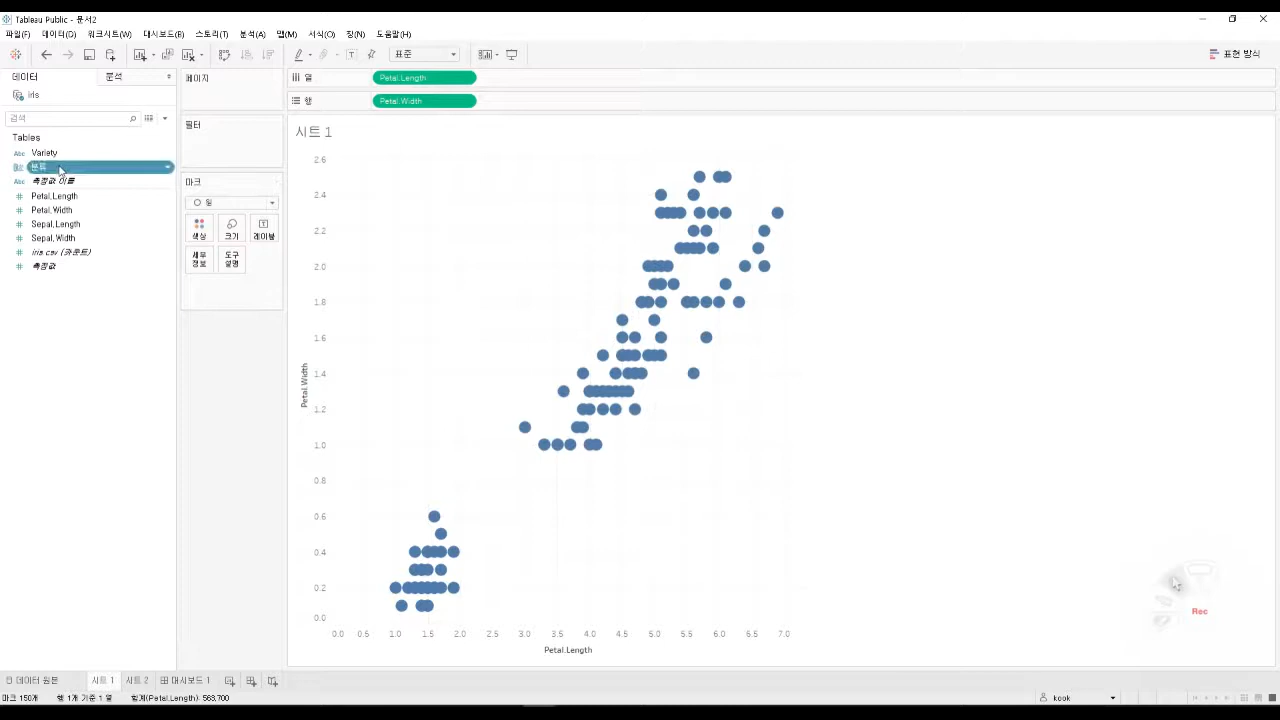 Tableau Public - 문서2
파일(F) 데이터(D) 워크시트(W) 대시보드(B) 스토리(T) 분석(A) 맵(M) 서식(O) 창(N) 도움말(H)
표준 표현 방식
데이터 분석
Iris
검색
Tables
Abc Variety
분류
Abc 측정값 이름
# Petal.Length
# Petal.Width
# Sepal.Length
# Sepal.Width
# iris csv (카운트)
# 측정값
페이지
필터
마크
원
색상 크기 레이블
세부 정보 도구 설명
열 Petal.Length
행 Petal.Width
시트 1
2.6
2.4
2.2
2.0
1.8
1.6
1.4
1.2
1.0
0.8
0.6
0.4
0.2
0.0
Petal.Width
0.0 0.5 1.0 1.5 2.0 2.5 3.0 3.5 4.0 4.5 5.0 5.5 6.0 6.5 7.0
Petal.Length
Rec
데이터 원본 시트 1 시트 2 대시보드 1
마크 150개 행 1개 기준 1 열 합계(Petal.Length): 563.700
kook